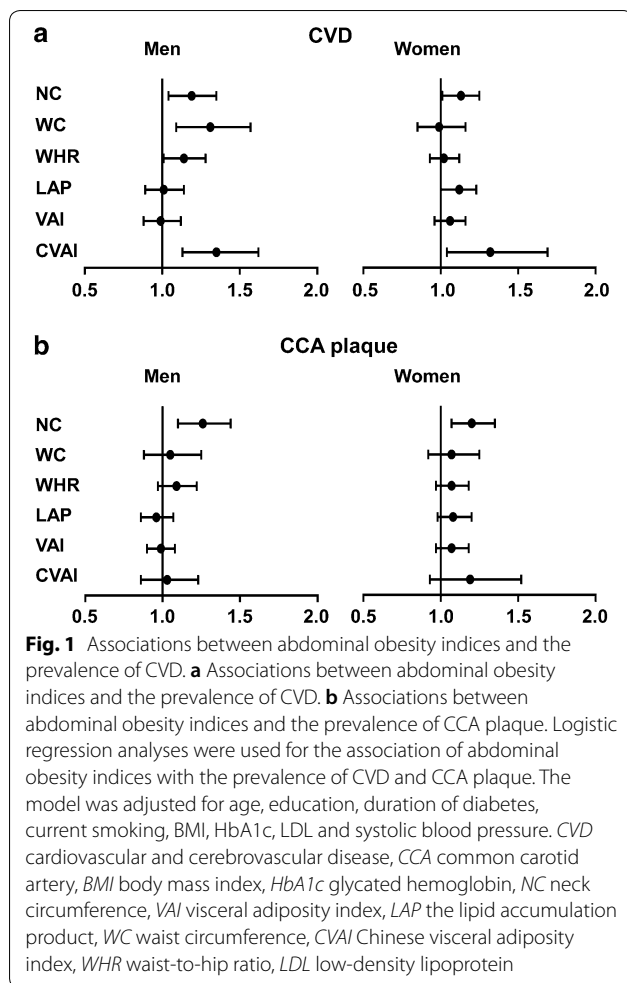 a
CVD
Men
Women
NC
WC
WHR
LAP
VAI
CVAI
0.5 1.0 1.5 2.0
0.5 1.0 1.5 2.0
b
CCA plaque
Men
Women
NC
WC
WHR
LAP
VAI
CVAI
0.5 1.0 1.5 2.0
0.5 1.0 1.5 2.0
Fig. 1 Associations between abdominal obesity indices and the
prevalence of CVD. a Associations between abdominal obesity
indices and the prevalence of CVD. b Associations between
abdominal obesity indices and the prevalence of CCA plaque. Logistic
regression analyses were used for the association of abdominal
obesity indices with the prevalence of CVD and CCA plaque. The
model was adjusted for age, education, duration of diabetes,
current smoking, BMI, HbA1c, LDL and systolic blood pressure. CVD
cardiovascular and cerebrovascular disease, CCA common carotid
artery, BMI body mass index, HbA1c glycated hemoglobin, NC neck
circumference, VAI visceral adiposity index, LAP the lipid accumulation
product, WC waist circumference, CVAI Chinese visceral adiposity
index, WHR waist-to-hip ratio, LDL low-density lipoprotein